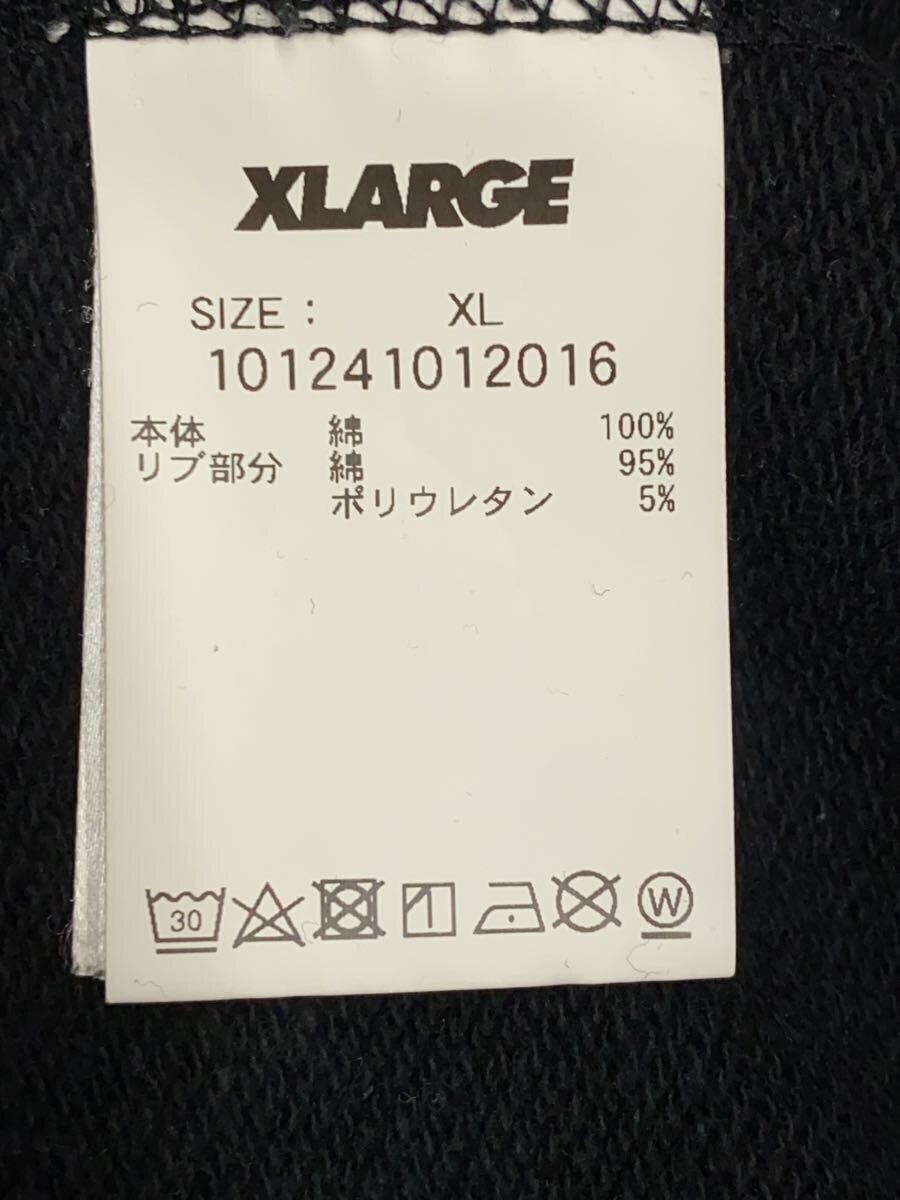 XLARGE
SIZE : XL
101241012016
本体 綿 100%
リブ部分 綿 95%
ポリウレタン 5%
30 W